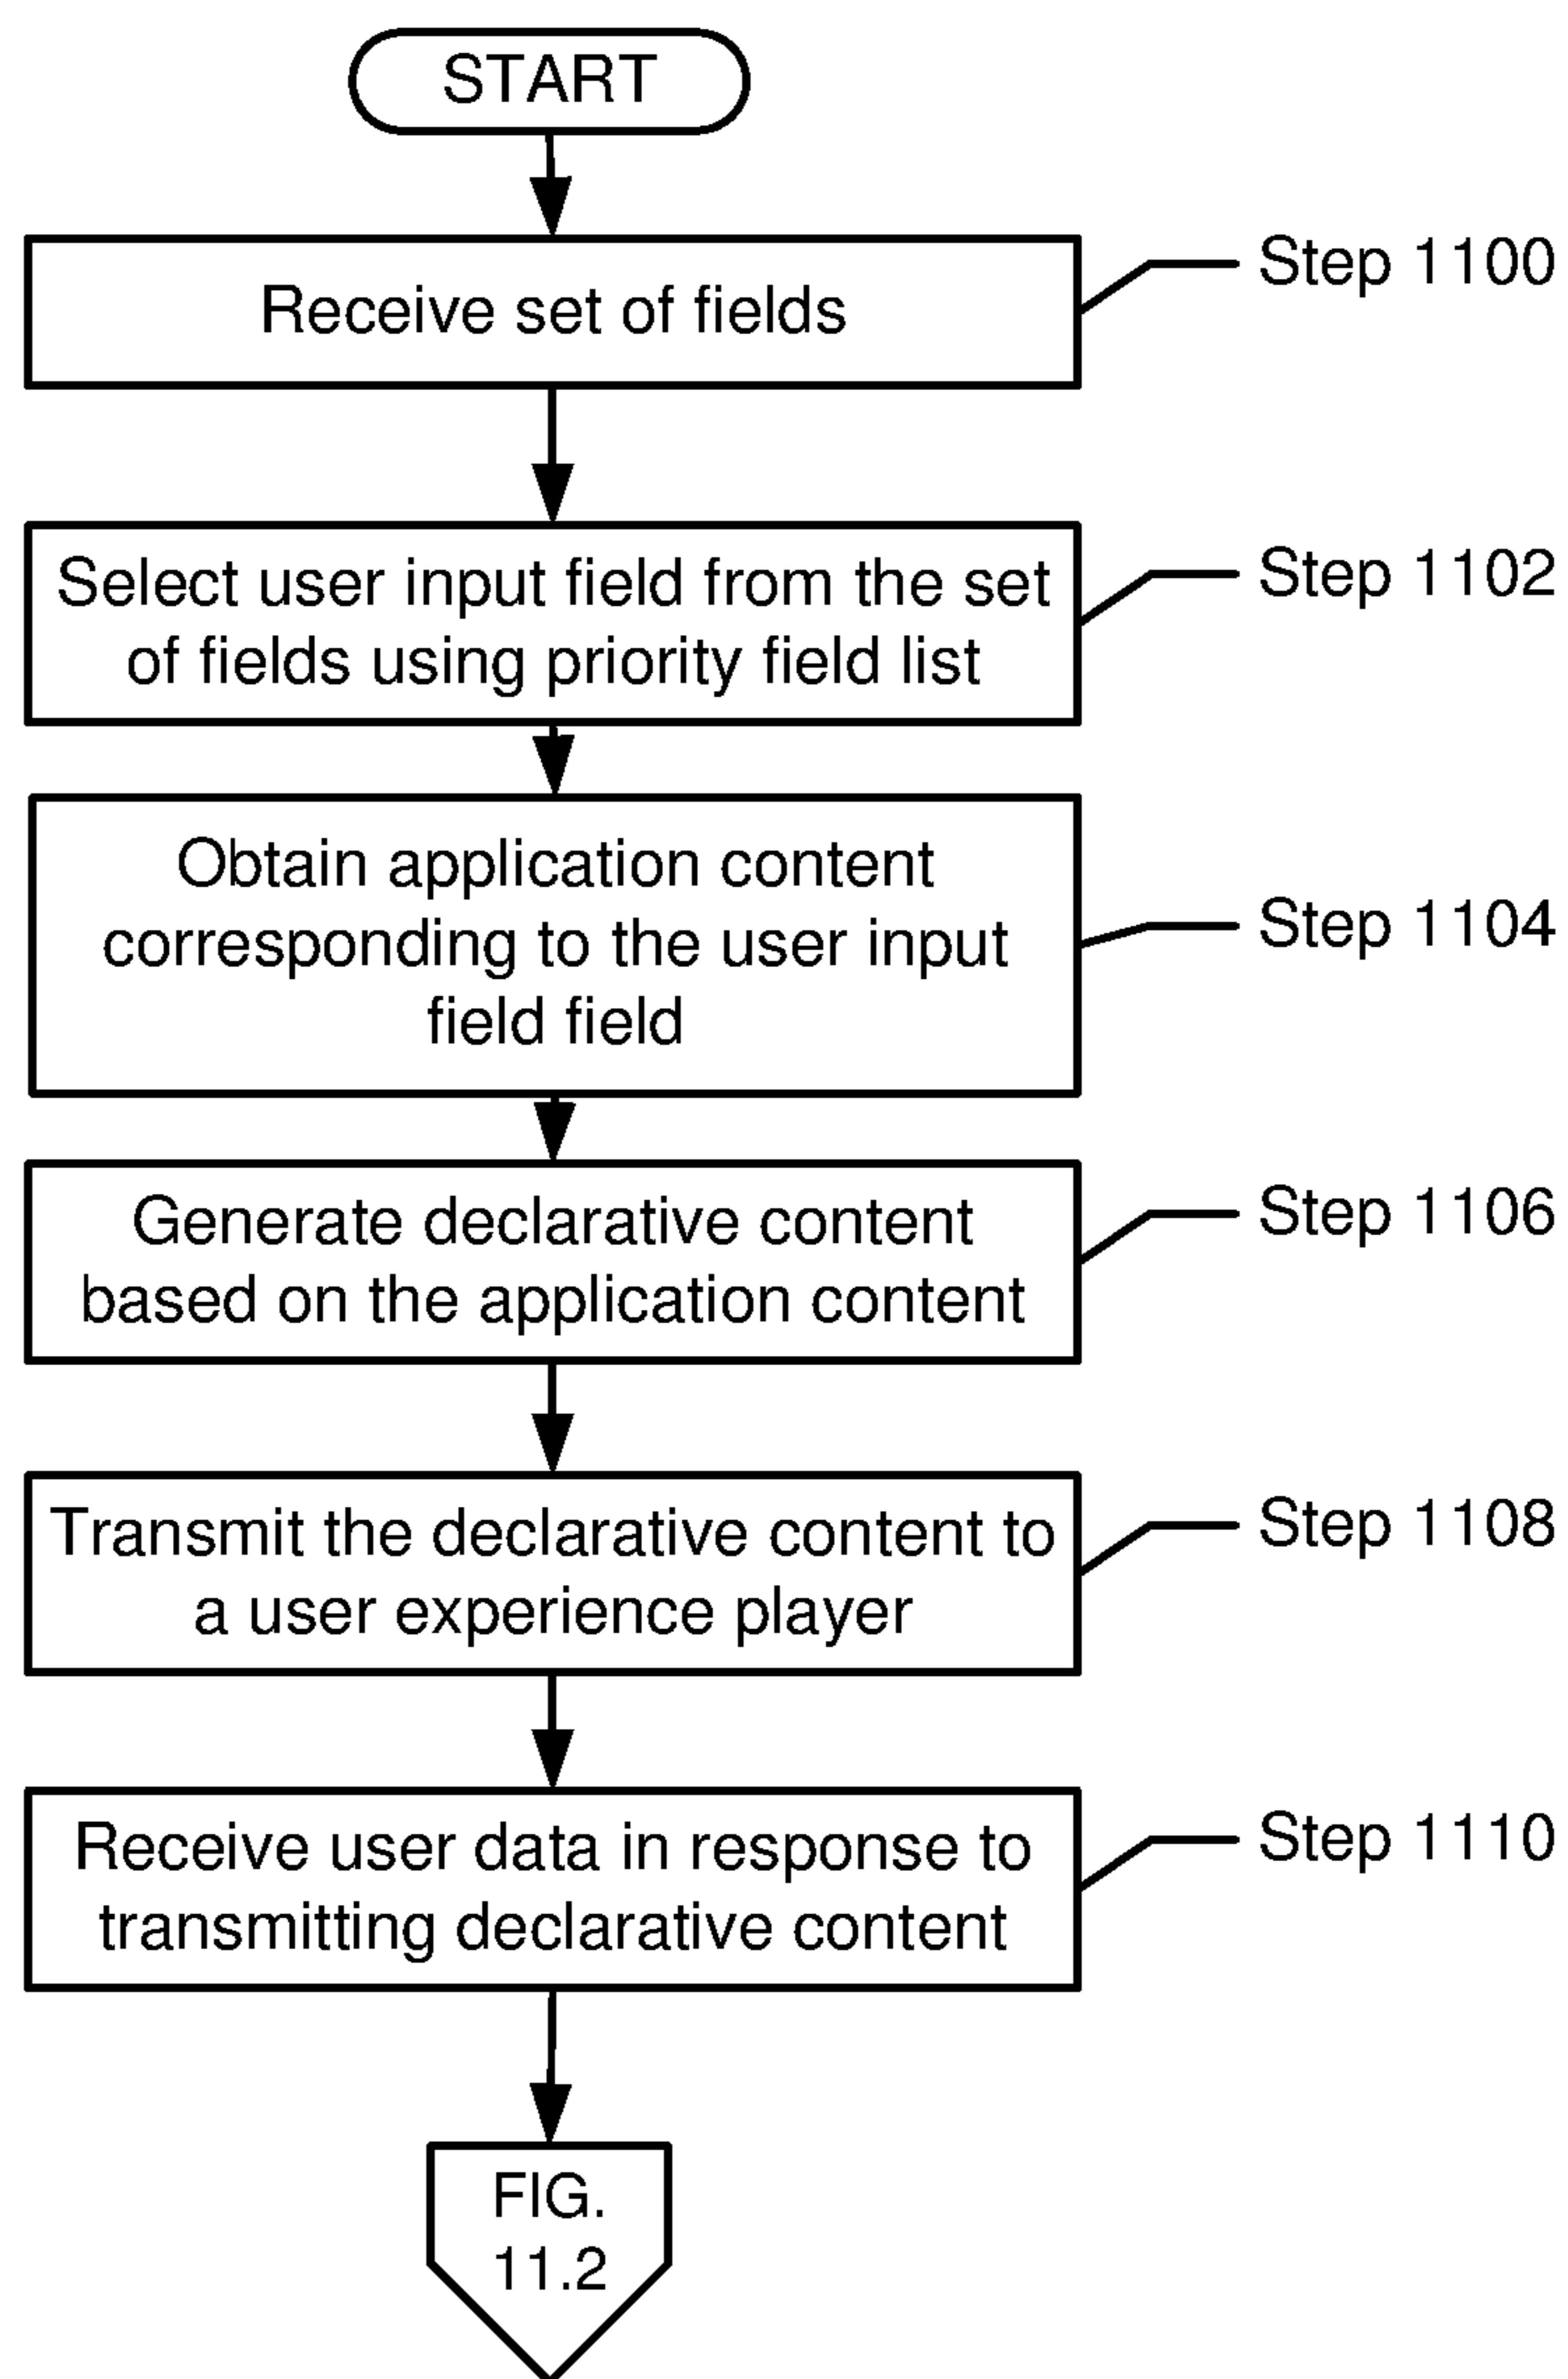 START
Receive set of fields
Step 1100
Select user input field from the set
of fields using priority field list
Step 1102
Obtain application content
corresponding to the user input
field field
Step 1104
Generate declarative content
based on the application content
Step 1106
Transmit the declarative content to
a user experience player
Step 1108
Receive user data in response to
transmitting declarative content
Step 1110
FIG.
11.2